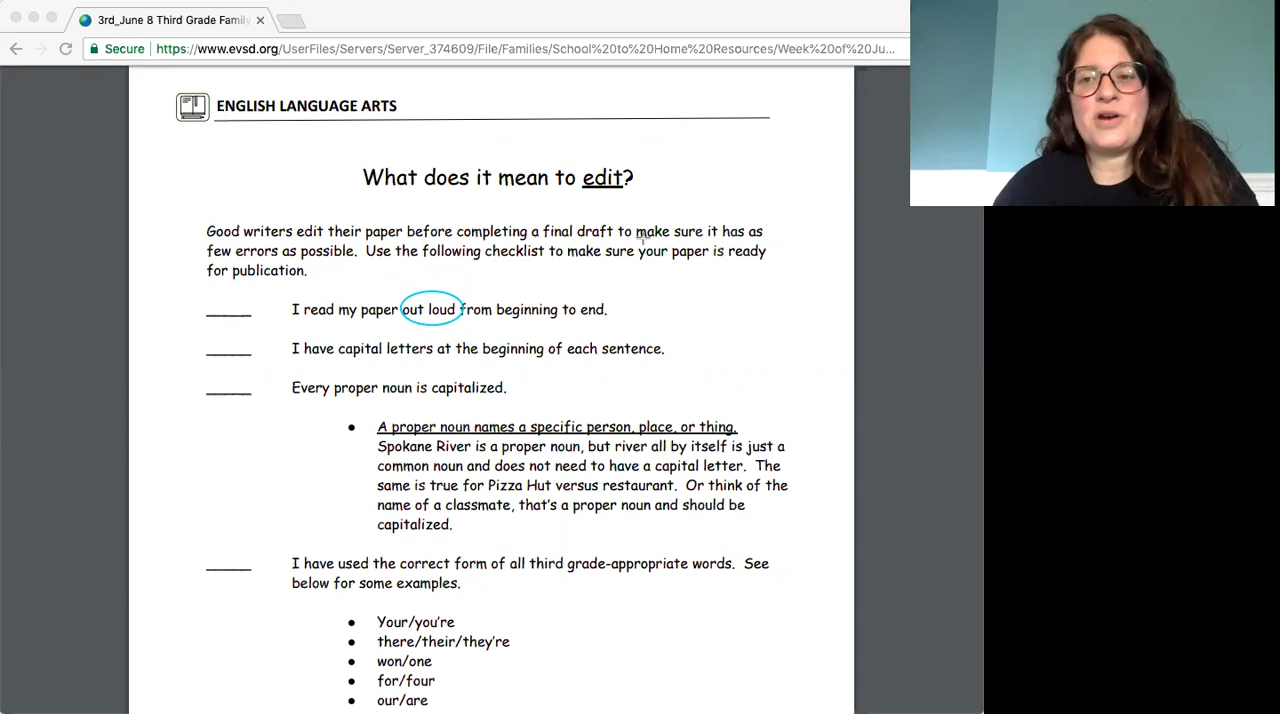 3rd_June 8 Third Grade Family
Secure https://www.evsd.org/UserFiles/Servers/Server_374609/File/Families/School%20to%20Home%20Resources/Week%20of%20Ju...
ENGLISH LANGUAGE ARTS
What does it mean to edit?
Good writers edit their paper before completing a final draft to make sure it has as
few errors as possible. Use the following checklist to make sure your paper is ready
for publication.
_____ I read my paper out loud from beginning to end.
_____ I have capital letters at the beginning of each sentence.
_____ Every proper noun is capitalized.
• A proper noun names a specific person, place, or thing.
Spokane River is a proper noun, but river all by itself is just a
common noun and does not need to have a capital letter. The
same is true for Pizza Hut versus restaurant. Or think of the
name of a classmate, that's a proper noun and should be
capitalized.
_____ I have used the correct form of all third grade-appropriate words. See
below for some examples.
• Your/you're
• there/their/they're
• won/one
• for/four
• our/are